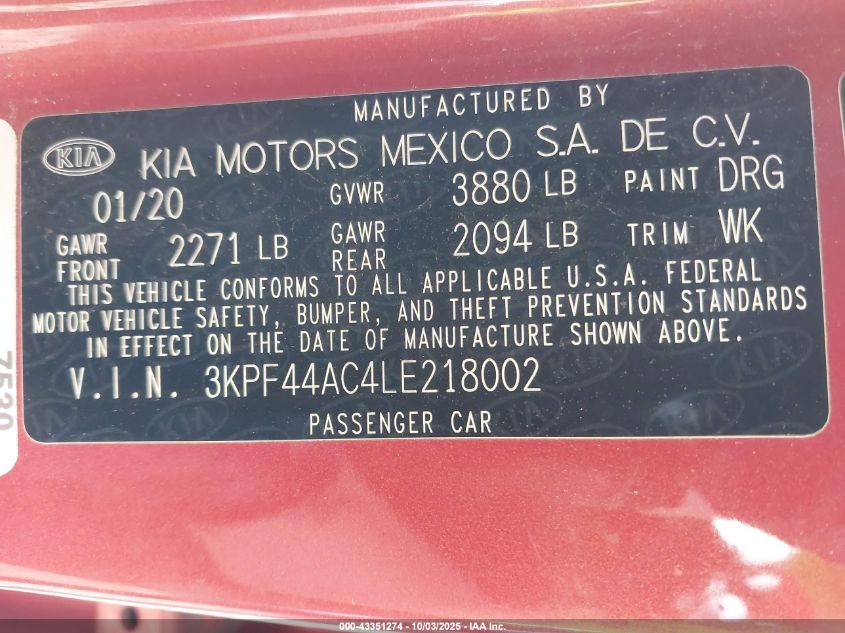 MANUFACTURED BY
KIA KIA MOTORS MEXICO S.A. DE C.V.
01/20 GVWR 3880 LB PAINT DRG
GAWR FRONT 2271 LB GAWR REAR 2094 LB TRIM WK
THIS VEHICLE CONFORMS TO ALL APPLICABLE U.S.A. FEDERAL
MOTOR VEHICLE SAFETY, BUMPER, AND THEFT PREVENTION STANDARDS
IN EFFECT ON THE DATE OF MANUFACTURE SHOWN ABOVE.
V.I.N. 3KPF44AC4LE218002
PASSENGER CAR
7530
000-43351274 - 10/03/2025 - IAA Inc.